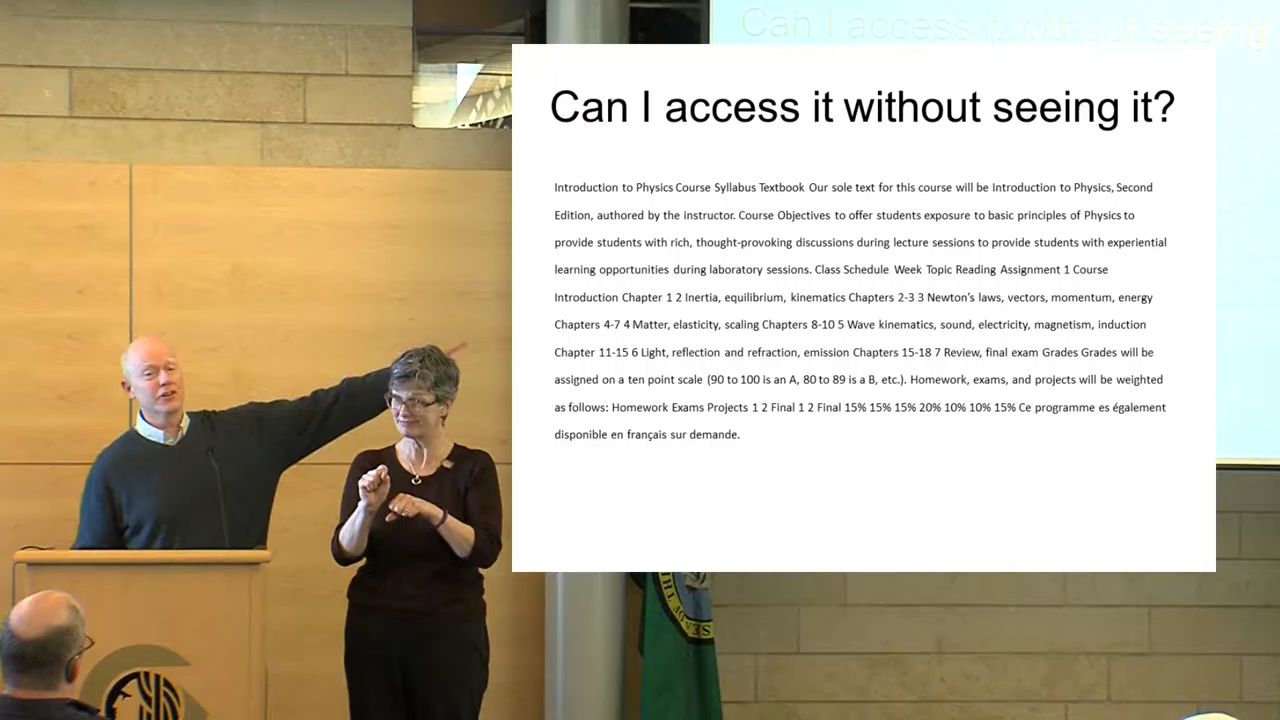 Can I access it without seeing
Can I access it without seeing it?
Introduction to Physics Course Syllabus Textbook Our sole text for this course will be Introduction to Physics, Second
Edition, authored by the instructor. Course Objectives to offer students exposure to basic principles of Physics to
provide students with rich, thought-provoking discussions during lecture sessions to provide students with experiential
learning opportunities during laboratory sessions. Class Schedule Week Topic Reading Assignment 1 Course
Introduction Chapter 1 2 Inertia, equilibrium, kinematics Chapters 2-3 3 Newton's laws, vectors, momentum, energy
Chapters 4-7 4 Matter, elasticity, scaling Chapters 8-10 5 Wave kinematics, sound, electricity, magnetism, induction
Chapter 11-15 6 Light, reflection and refraction, emission Chapters 15-18 7 Review, final exam Grades Grades will be
assigned on a ten point scale (90 to 100 is an A, 80 to 89 is a B, etc.). Homework, exams, and projects will be weighted
as follows: Homework Exams Projects 1 2 Final 1 2 Final 15% 15% 15% 20% 10% 10% 15% Ce programme es également
disponible en français sur demande.